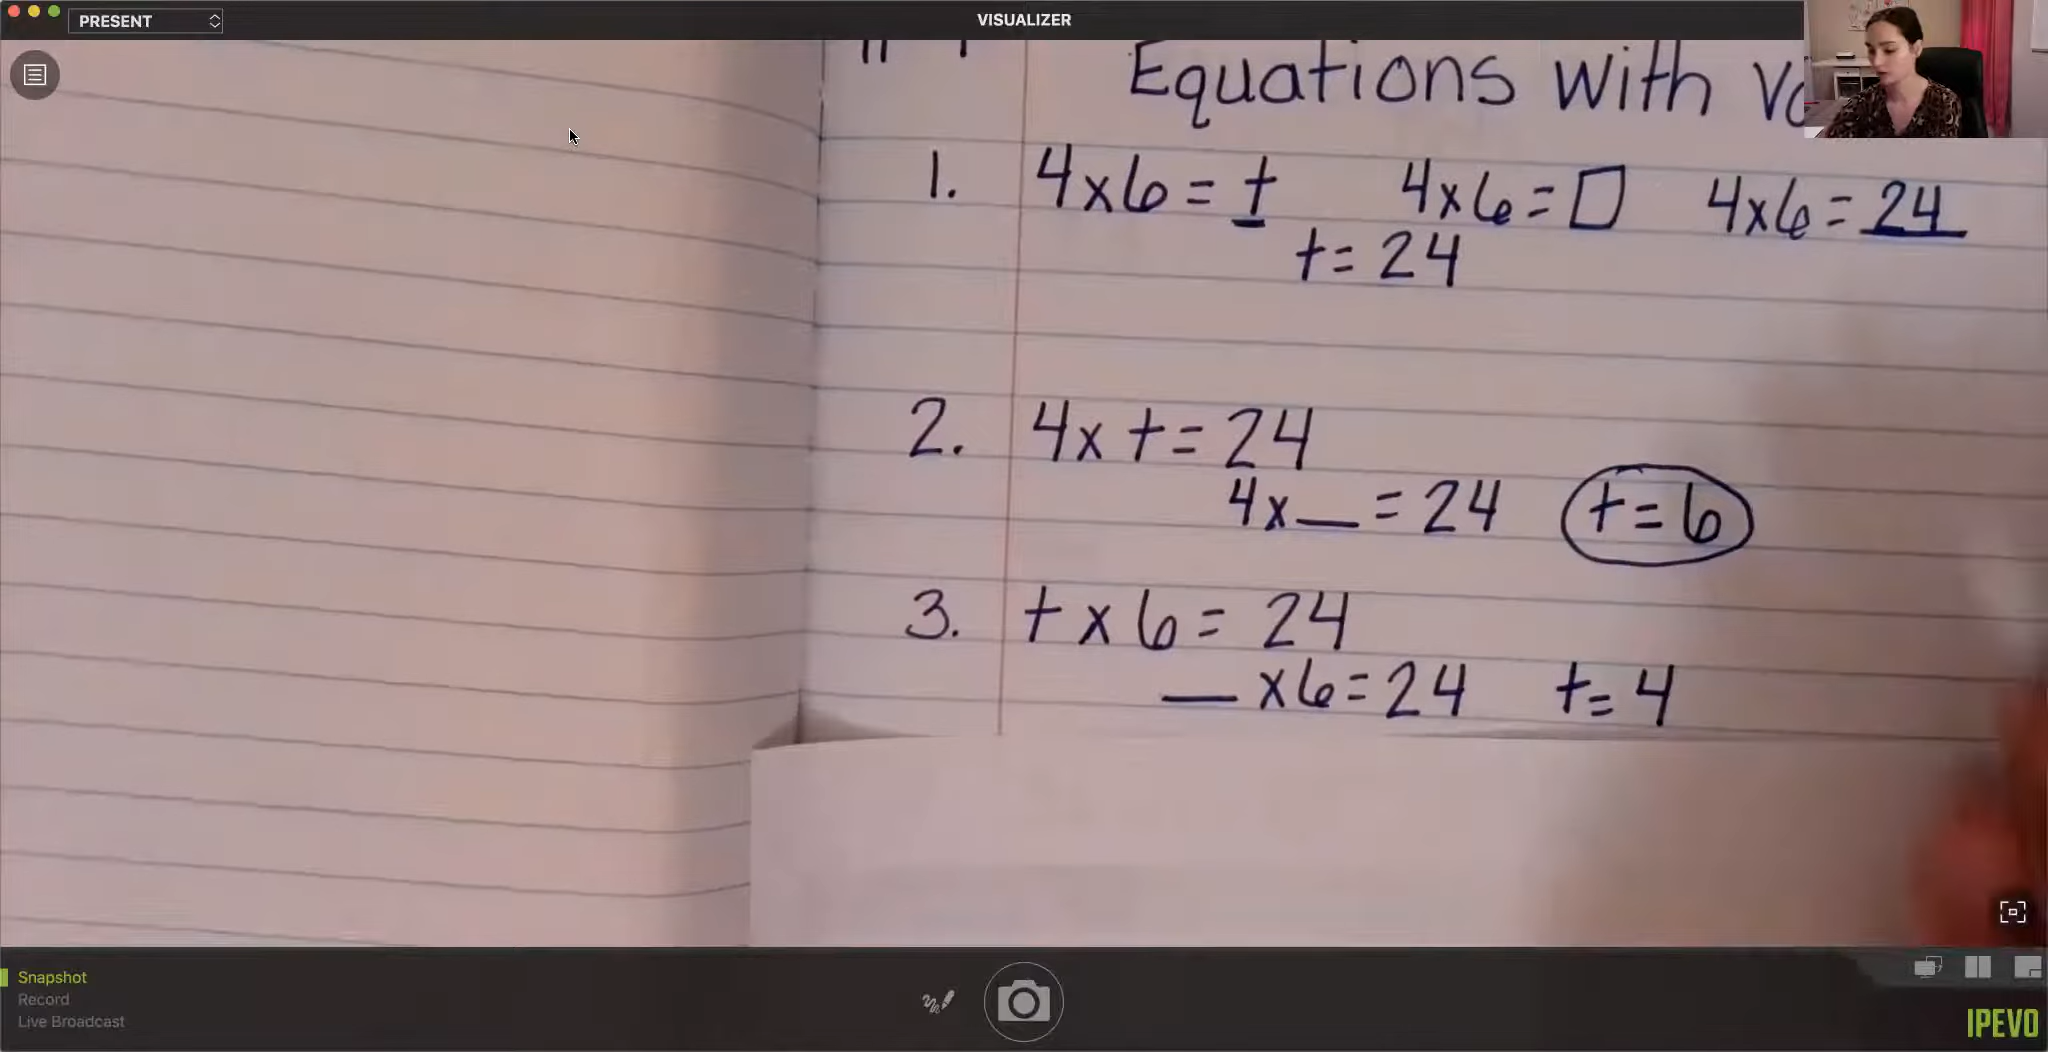 PRESENT
VISUALIZER
Equations with
1. 4x6 = t 4x6 = □ 4x6 = 24
t = 24
2. 4x t = 24
4x__ = 24 t = 6
3. t x 6 = 24
__ x6 = 24 t = 4
Snapshot
Record
Live Broadcast
IPEVO